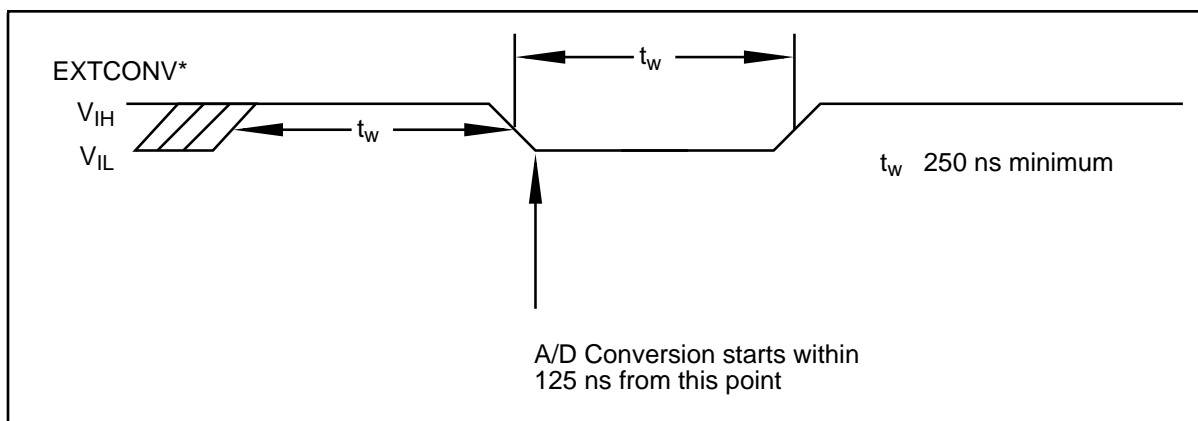 t_w
EXTCONV*
V_IH
t_w
V_IL
t_w 250 ns minimum
A/D Conversion starts within
125 ns from this point